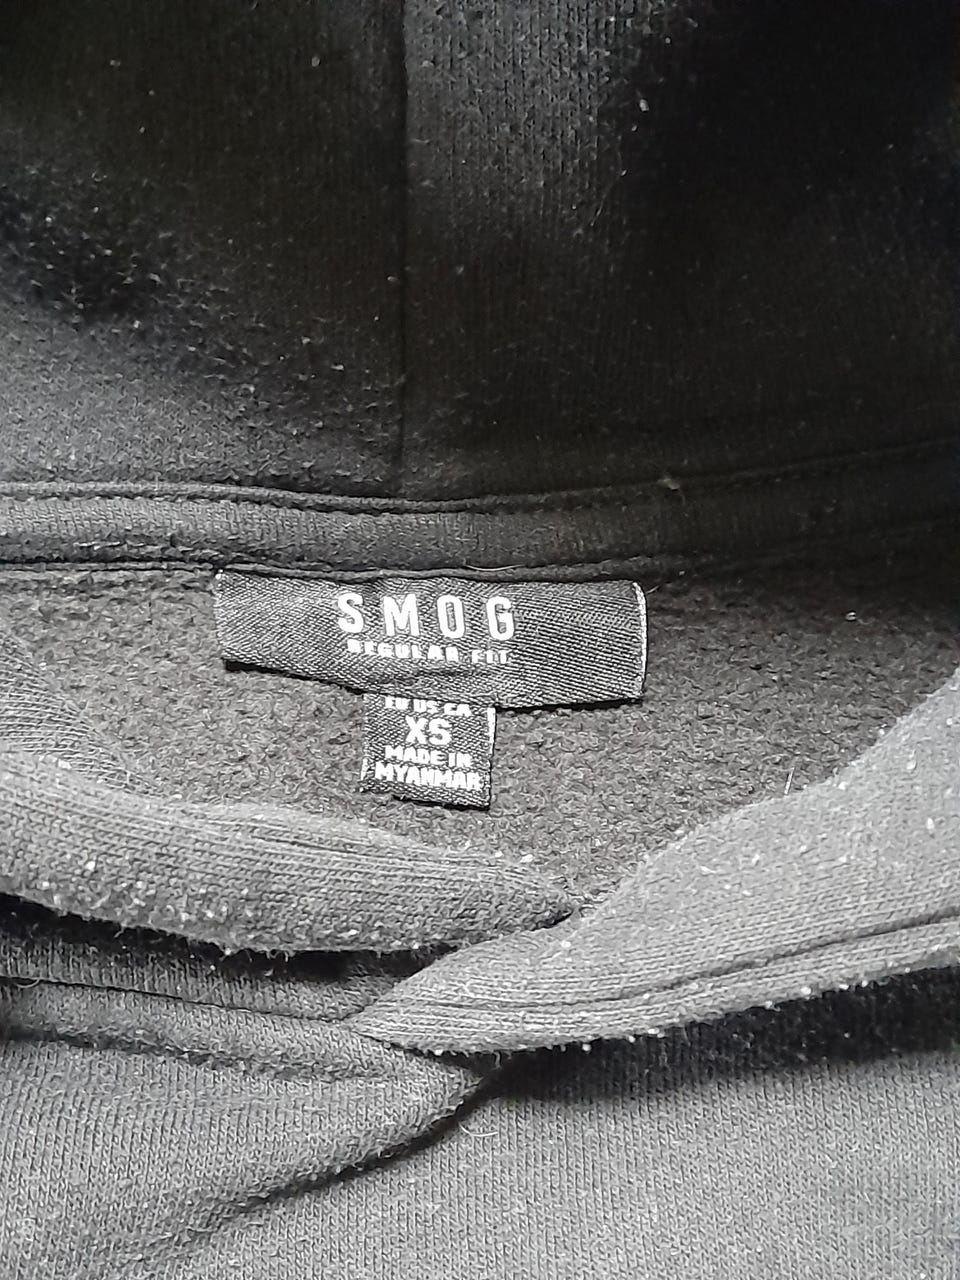 SMOG
REGULAR FIT
EU US CA
XS
MADE IN
MYANMAR